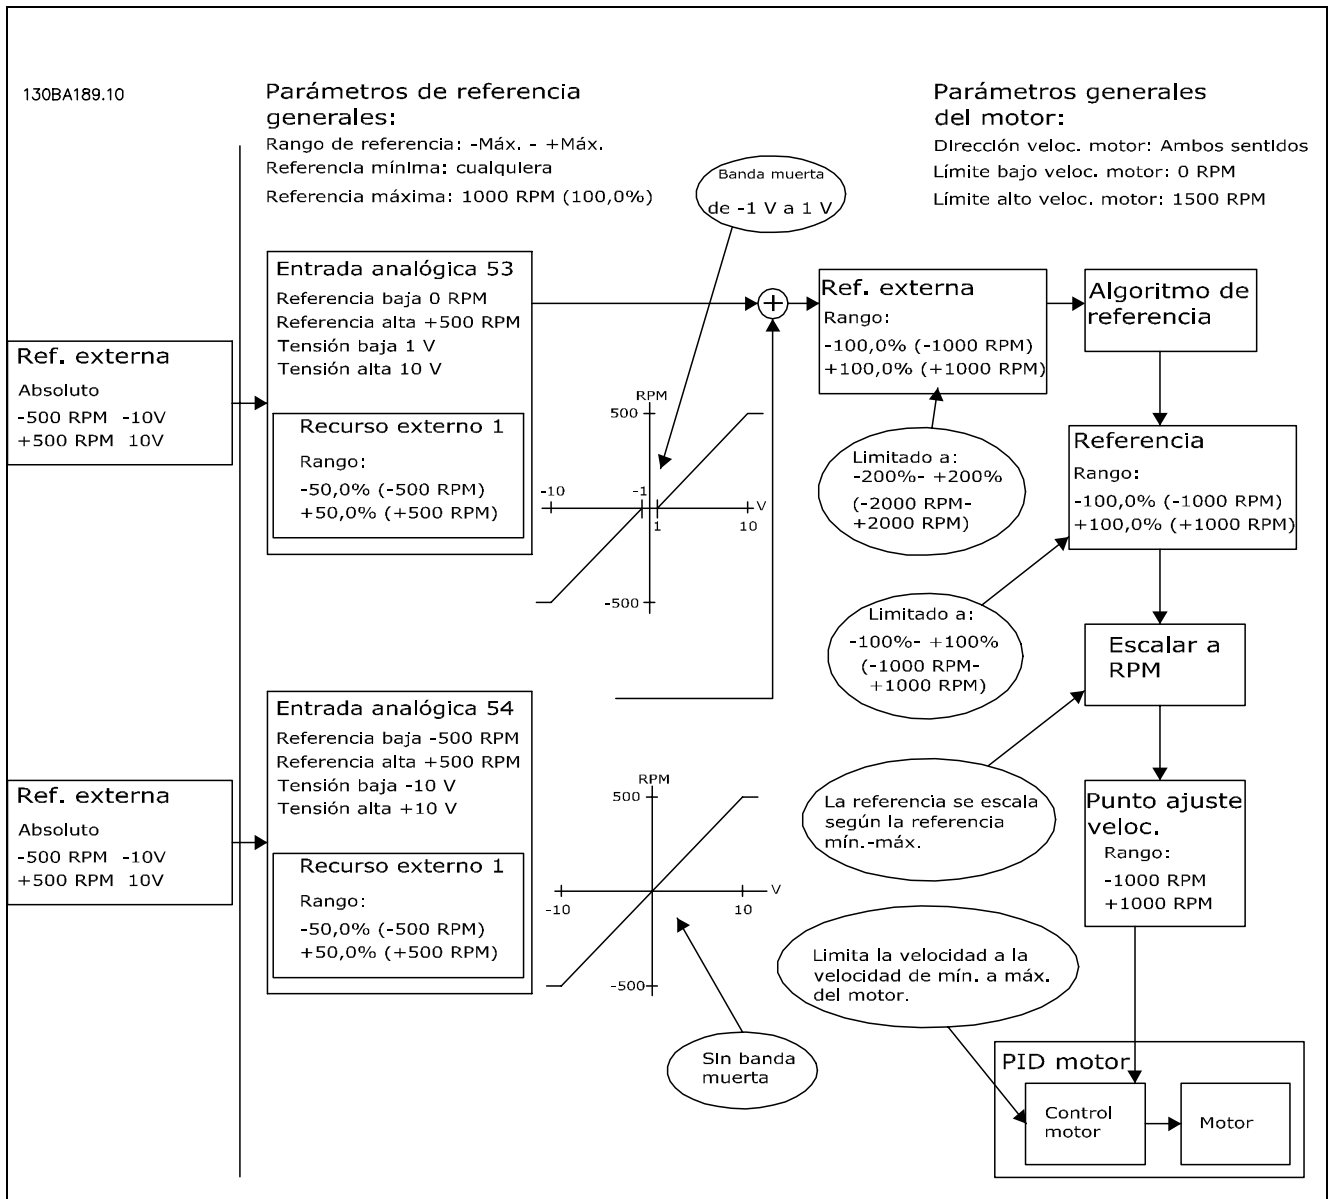 130BA189.10
Parámetros de referencia
generales:
Rango de referencia: -Máx. - +Máx.
Referencia mínima: cualquiera
Referencia máxima: 1000 RPM (100,0%)
Parámetros generales
del motor:
Dirección veloc. motor: Ambos sentidos
Límite bajo veloc. motor: 0 RPM
Límite alto veloc. motor: 1500 RPM
Banda muerta
de -1 V a 1 V
Ref. externa
Absoluto
-500 RPM -10V
+500 RPM 10V
Entrada analógica 53
Referencia baja 0 RPM
Referencia alta +500 RPM
Tensión baja 1 V
Tensión alta 10 V
Recurso externo 1
Rango:
-50,0% (-500 RPM)
+50,0% (+500 RPM)
RPM
500
-10
-1
V
1
10
-500
+
Ref. externa
Rango:
-100,0% (-1000 RPM)
+100,0% (+1000 RPM)
Algoritmo de
referencia
Limitado a:
-200%- +200%
(-2000 RPM-
+2000 RPM)
Referencia
Rango:
-100,0% (-1000 RPM)
+100,0% (+1000 RPM)
Limitado a:
-100%- +100%
(-1000 RPM-
+1000 RPM)
Escalar a
RPM
Ref. externa
Absoluto
-500 RPM -10V
+500 RPM 10V
Entrada analógica 54
Referencia baja -500 RPM
Referencia alta +500 RPM
Tensión baja -10 V
Tensión alta +10 V
Recurso externo 1
Rango:
-50,0% (-500 RPM)
+50,0% (+500 RPM)
RPM
500
V
-10
10
-500
Sin banda
muerta
La referencia se escala
según la referencia
mín.-máx.
Punto ajuste
veloc.
Rango:
-1000 RPM
+1000 RPM
Limita la velocidad a la
velocidad de mín. a máx.
del motor.
PID motor
Control
motor
Motor